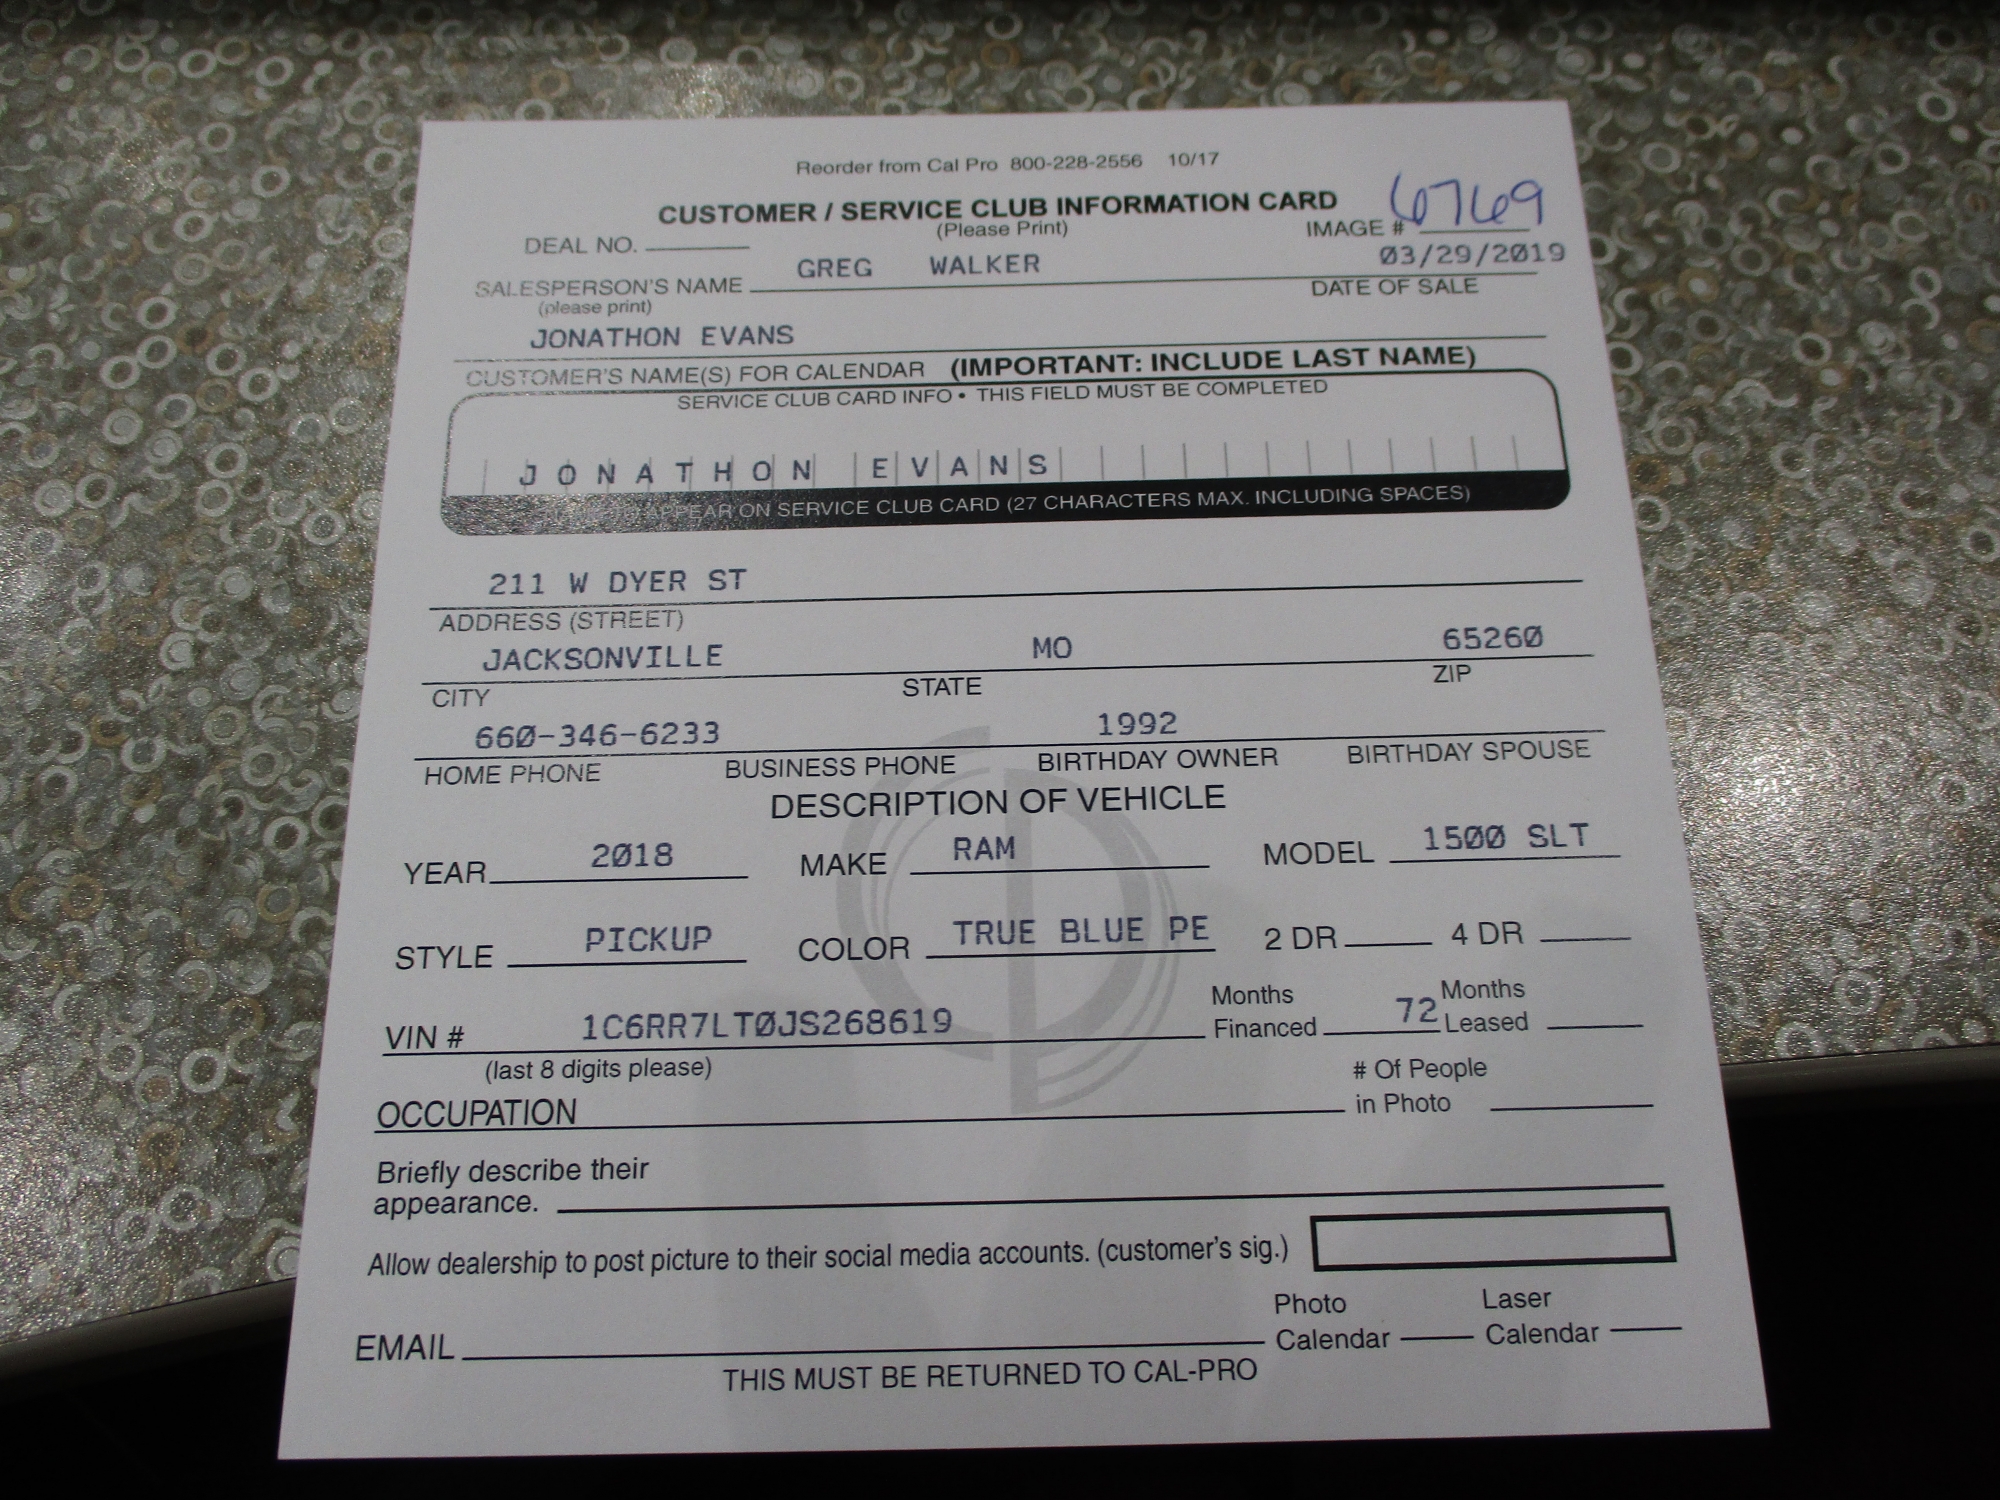 Reorder from Cal Pro 800-228-2556 10/17
CUSTOMER / SERVICE CLUB INFORMATION CARD
(Please Print)
IMAGE # 6769
DEAL NO.
SALESPERSON'S NAME GREG WALKER
(please print)
03/29/2019
DATE OF SALE
JONATHON EVANS
CUSTOMER'S NAME(S) FOR CALENDAR (IMPORTANT: INCLUDE LAST NAME)
SERVICE CLUB CARD INFO • THIS FIELD MUST BE COMPLETED
JONATHON EVANS
APPEAR ON SERVICE CLUB CARD (27 CHARACTERS MAX. INCLUDING SPACES)
211 W DYER ST
ADDRESS (STREET)
JACKSONVILLE MO 65260
CITY STATE ZIP
660-346-6233 1992
HOME PHONE BUSINESS PHONE BIRTHDAY OWNER BIRTHDAY SPOUSE
DESCRIPTION OF VEHICLE
YEAR 2018 MAKE RAM MODEL 1500 SLT
STYLE PICKUP COLOR TRUE BLUE PE 2 DR 4 DR
VIN # 1C6RR7LT0JS268619 Months Financed 72 Months Leased
(last 8 digits please)
OCCUPATION # Of People in Photo
Briefly describe their
appearance.
Allow dealership to post picture to their social media accounts. (customer's sig.)
EMAIL Photo Calendar Laser Calendar
THIS MUST BE RETURNED TO CAL-PRO